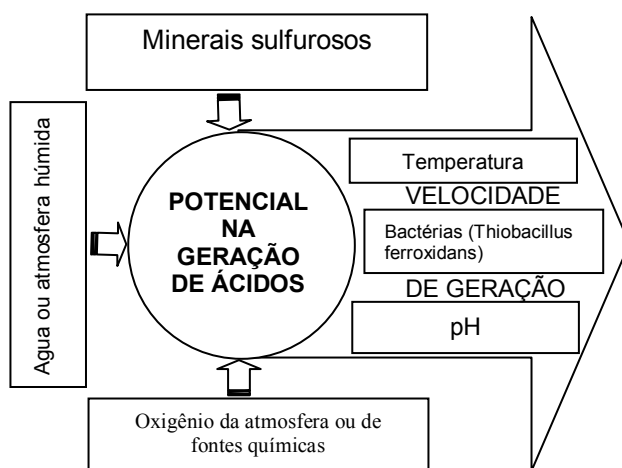 Minerais sulfurosos
Agua ou atmosfera húmida
POTENCIAL
NA
GERAÇÃO
DE ÁCIDOS
Temperatura
VELOCIDADE
Bactérias (Thiobacillus
ferroxidans)
DE GERAÇÃO
pH
Oxigênio da atmosfera ou de
fontes químicas